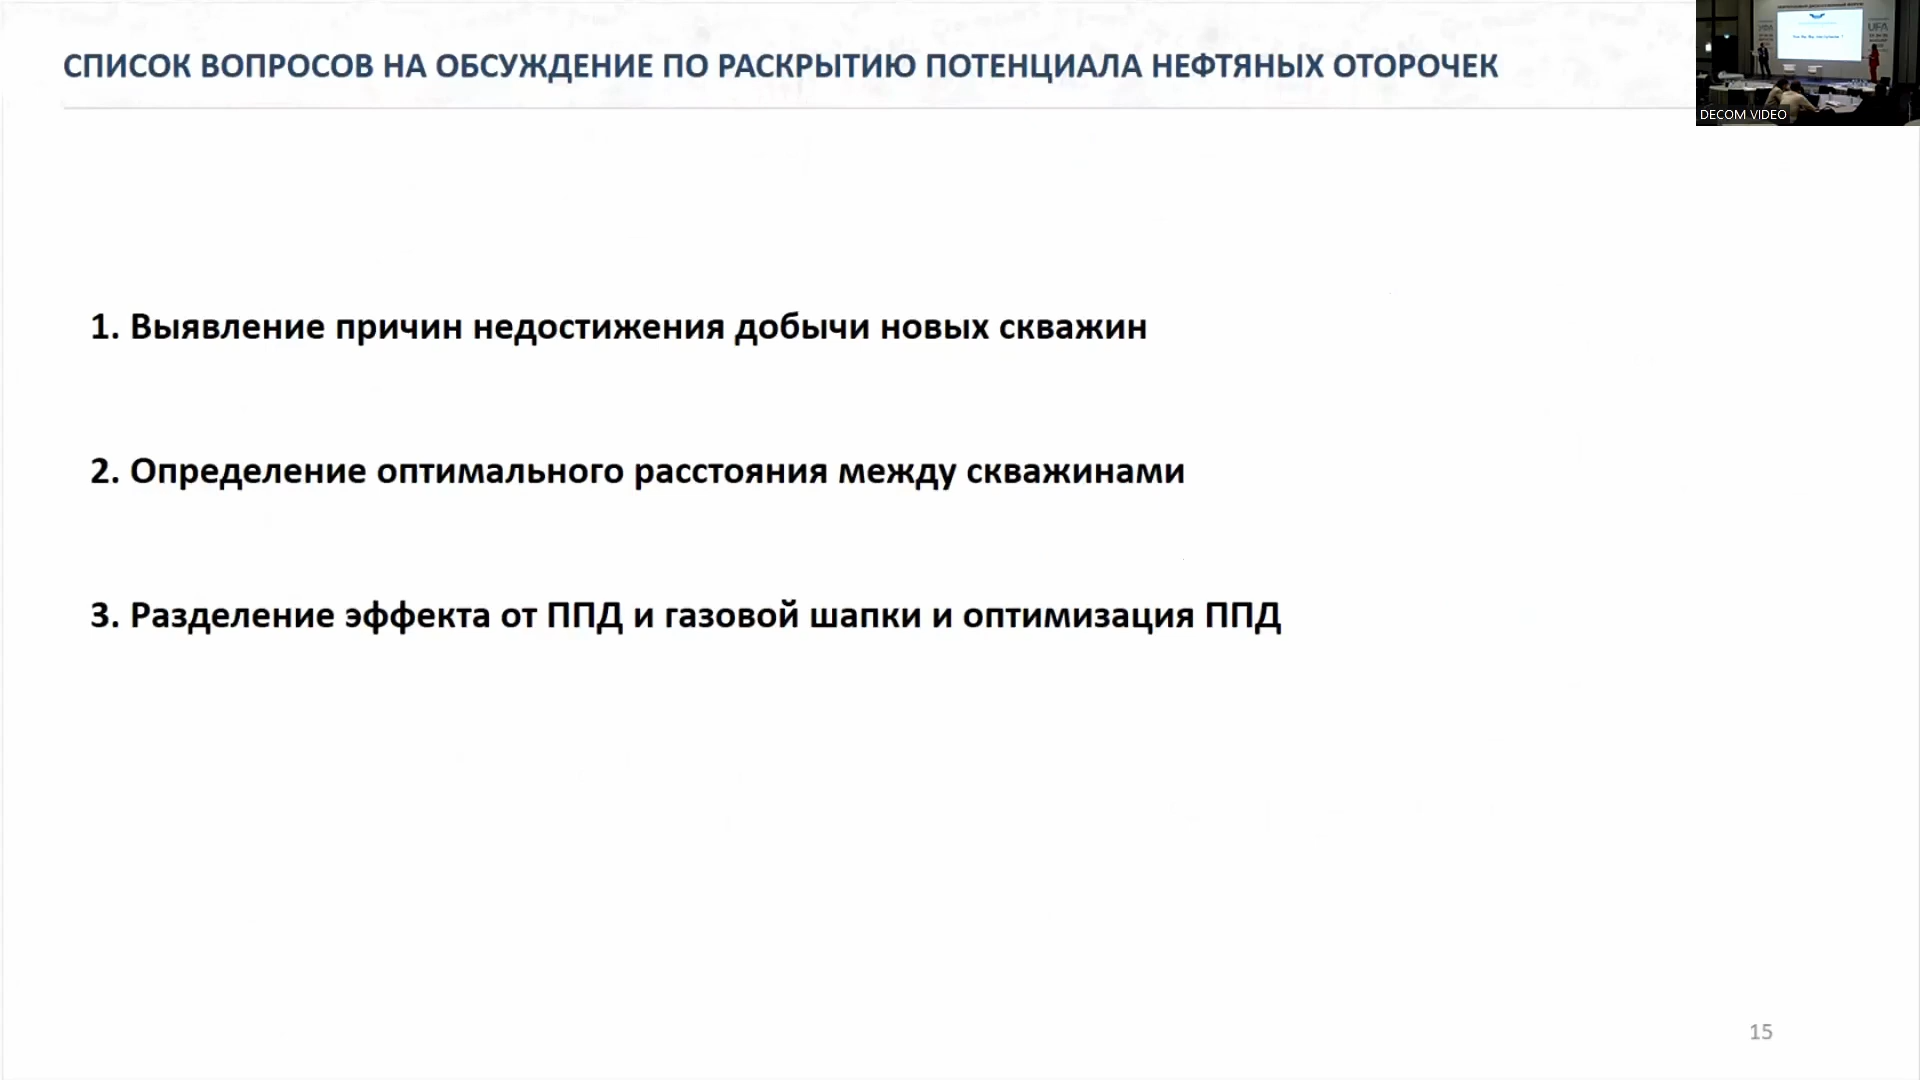 СПИСОК ВОПРОСОВ НА ОБСУЖДЕНИЕ ПО РАСКРЫТИЮ ПОТЕНЦИАЛА НЕФТЯНЫХ ОТОРОЧЕК
UFA
DECOM VIDEO
1. Выявление причин недостижения добычи новых скважин
2. Определение оптимального расстояния между скважинами
3. Разделение эффекта от ППД и газовой шапки и оптимизация ППД
15